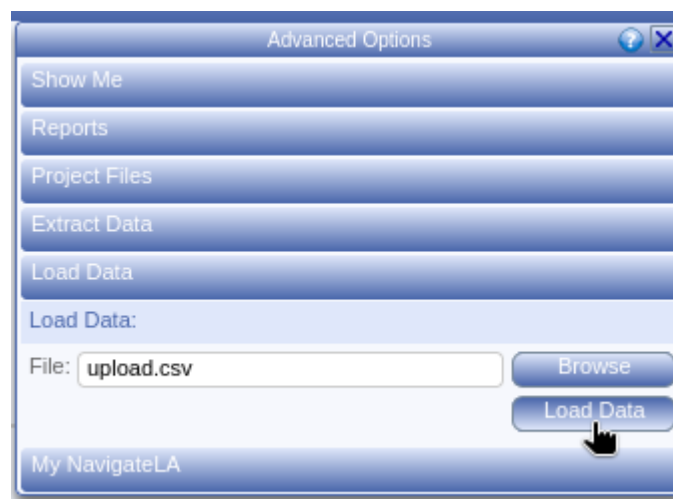 Advanced Options
Show Me
Reports
Project Files
Extract Data
Load Data
Load Data:
File: upload.csv Browse
Load Data
My NavigateLA